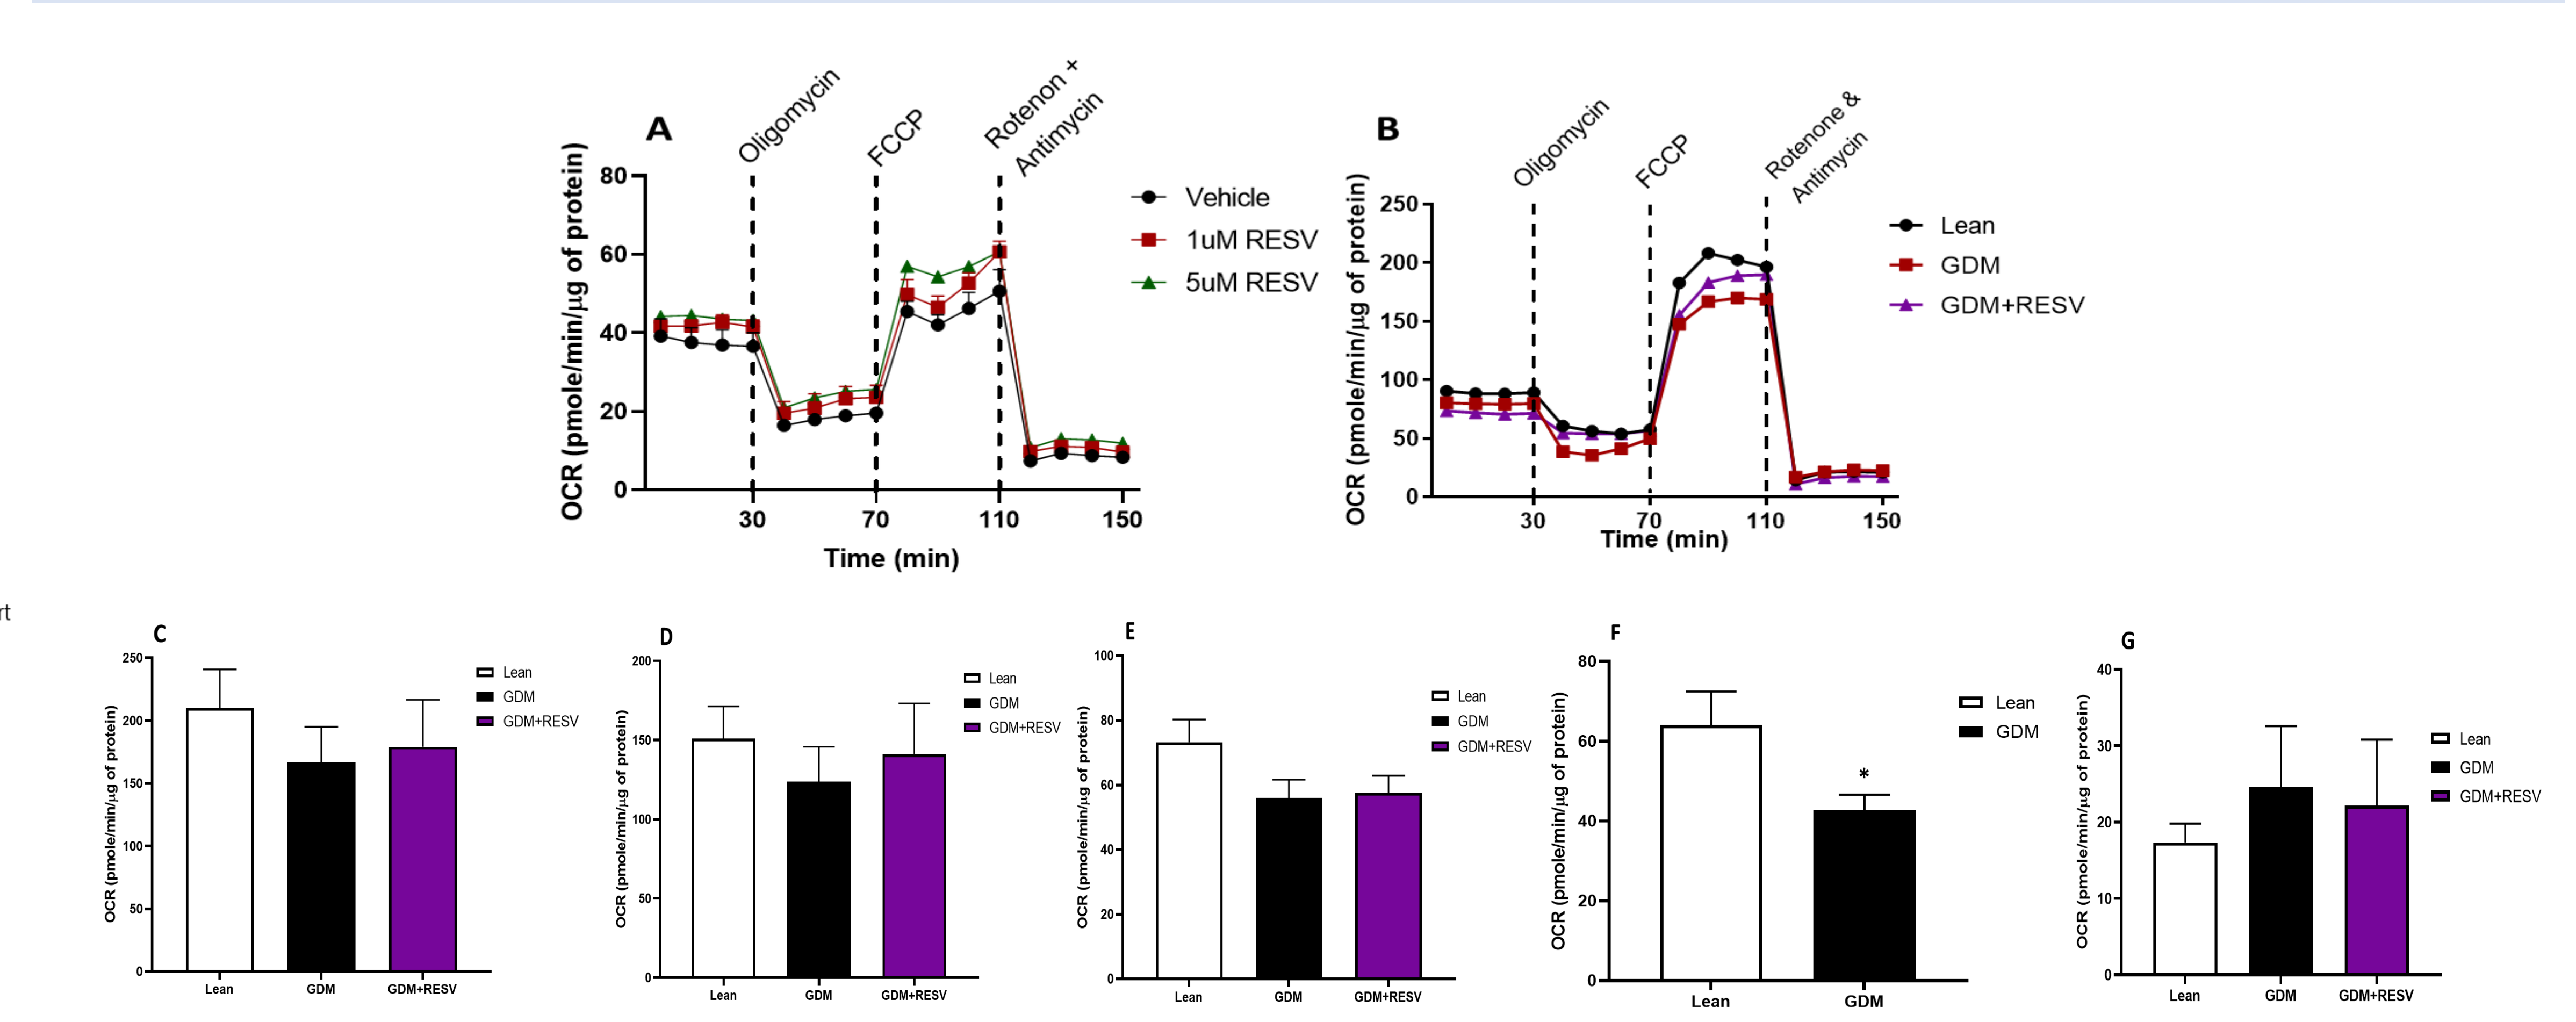 A
Oligomycin
FCCP
Rotenon +
Antimycin
OCR (pmole/min/µg of protein)
80
60
40
20
0
30
70
110
150
Time (min)
Vehicle
1uM RESV
5uM RESV
B
Oligomycin
FCCP
Rotenone &
Antimycin
OCR (pmole/min/µg of protein)
250
200
150
100
50
0
30
70
110
150
Time (min)
Lean
GDM
GDM+RESV
rt
C
OCR (pmole/min/µg of protein)
250
200
150
100
50
0
Lean
GDM
GDM+RESV
Lean
GDM
GDM+RESV
D
OCR (pmole/min/µg of protein)
200
150
100
50
0
Lean
GDM
GDM+RESV
Lean
GDM
GDM+RESV
E
OCR (pmole/min/µg of protein)
100
80
60
40
20
0
Lean
GDM
GDM+RESV
Lean
GDM
GDM+RESV
F
OCR (pmole/min/µg of protein)
80
60
40
20
0
*
Lean
GDM
Lean
GDM
G
OCR (pmole/min/µg of protein)
40
30
20
10
0
Lean
GDM
GDM+RESV
Lean
GDM
GDM+RESV